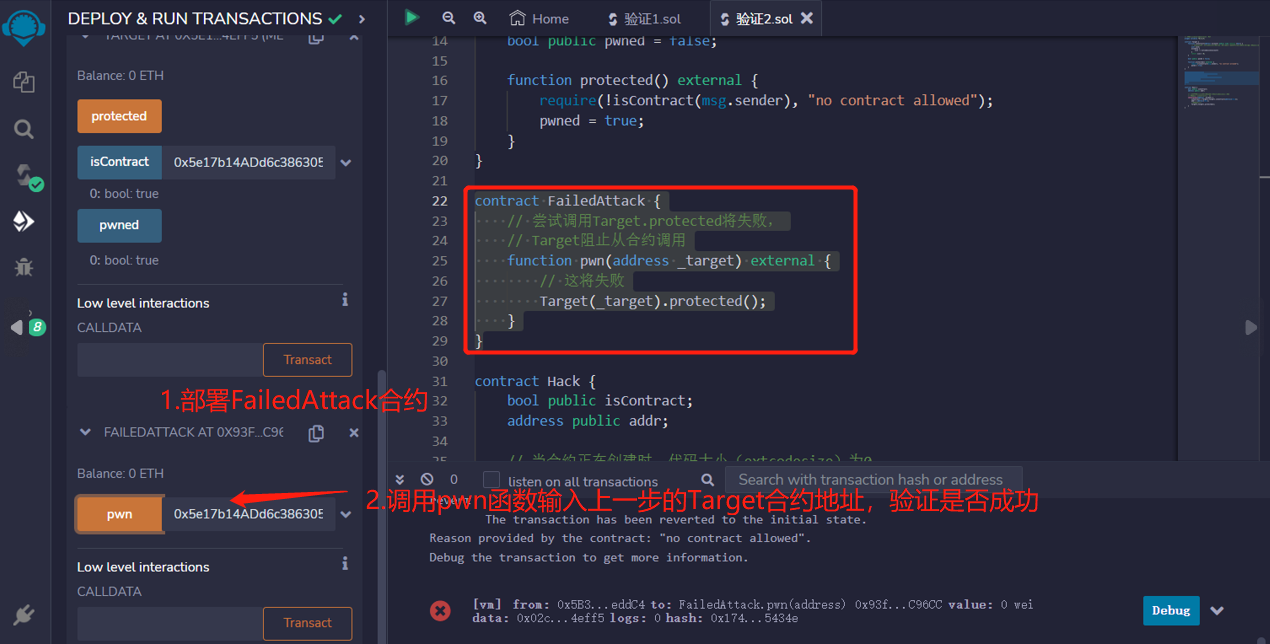 DEPLOY & RUN TRANSACTIONS
TARGET AT 0X5E1...4EFF5 (ME
Balance: 0 ETH
protected
isContract 0x5e17b14ADd6c386305
0: bool: true
pwned
0: bool: true
Low level interactions
i
CALLDATA
Transact
1.部署FailedAttack合约
FAILEDATTACK AT 0X93F...C96
Balance: 0 ETH
pwn 0x5e17b14ADd6c386305
2.调用pwn函数输入上一步的Target合约地址，验证是否成功
Low level interactions
i
CALLDATA
Transact
8
Home
验证1.sol
验证2.sol
14 bool public pwned = false;
15
16 function protected() external {
17 require(!isContract(msg.sender), "no contract allowed");
18 pwned = true;
19 }
20 }
21
22 contract FailedAttack {
23 // 尝试调用Target.protected将失败，
24 // Target阻止从合约调用
25 function pwn(address _target) external {
26 // 这将失败
27 Target(_target).protected();
28 }
29 }
30
31 contract Hack {
32 bool public isContract;
33 address public addr;
34
35 // 当合约正在创建时，代码大小（extcodesize）为0
0
listen on all transactions
Search with transaction hash or address
revert
The transaction has been reverted to the initial state.
Reason provided by the contract: "no contract allowed".
Debug the transaction to get more information.
[vm] from: 0x5B3...eddC4 to: FailedAttack.pwn(address) 0x93f...C96CC value: 0 wei
data: 0x02c...4eff5 logs: 0 hash: 0x174...5434e
Debug